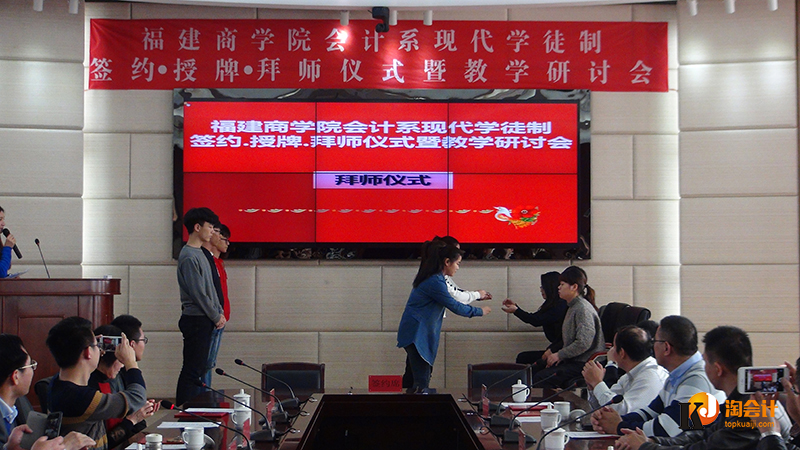 福建商学院会计系现代学徒制
签约•授牌•拜师仪式暨教学研讨会
福建商学院会计系现代学徒制
签约.授牌.拜师仪式暨教学研讨会
拜师仪式
淘会计
topkuaiji.com